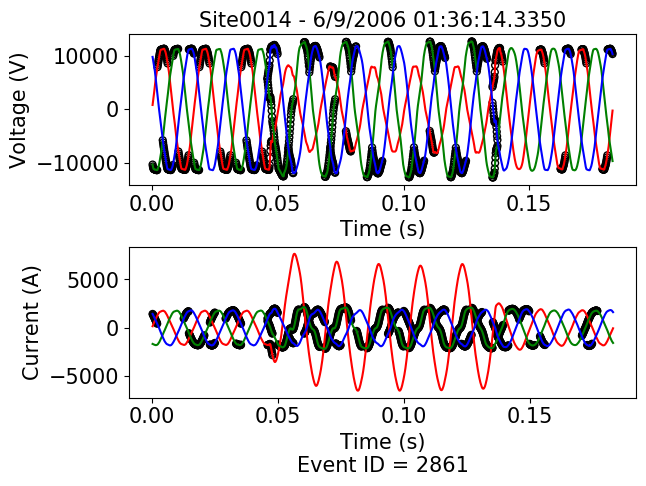 Site0014 - 6/9/2006 01:36:14.3350
Voltage (V)
10000
0
−10000
0.00 0.05 0.10 0.15
Time (s)
Current (A)
5000
0
−5000
0.00 0.05 0.10 0.15
Time (s)
Event ID = 2861